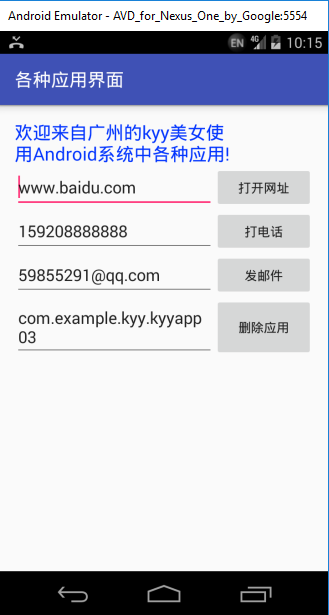 Android Emulator - AVD_for_Nexus_One_by_Google:5554
EN 4G 10:15
各种应用界面
欢迎来自广州的kyy美女使
用Android系统中各种应用!
www.baidu.com 打开网址
159208888888 打电话
59855291@qq.com 发邮件
com.example.kyy.kyyapp
03
删除应用